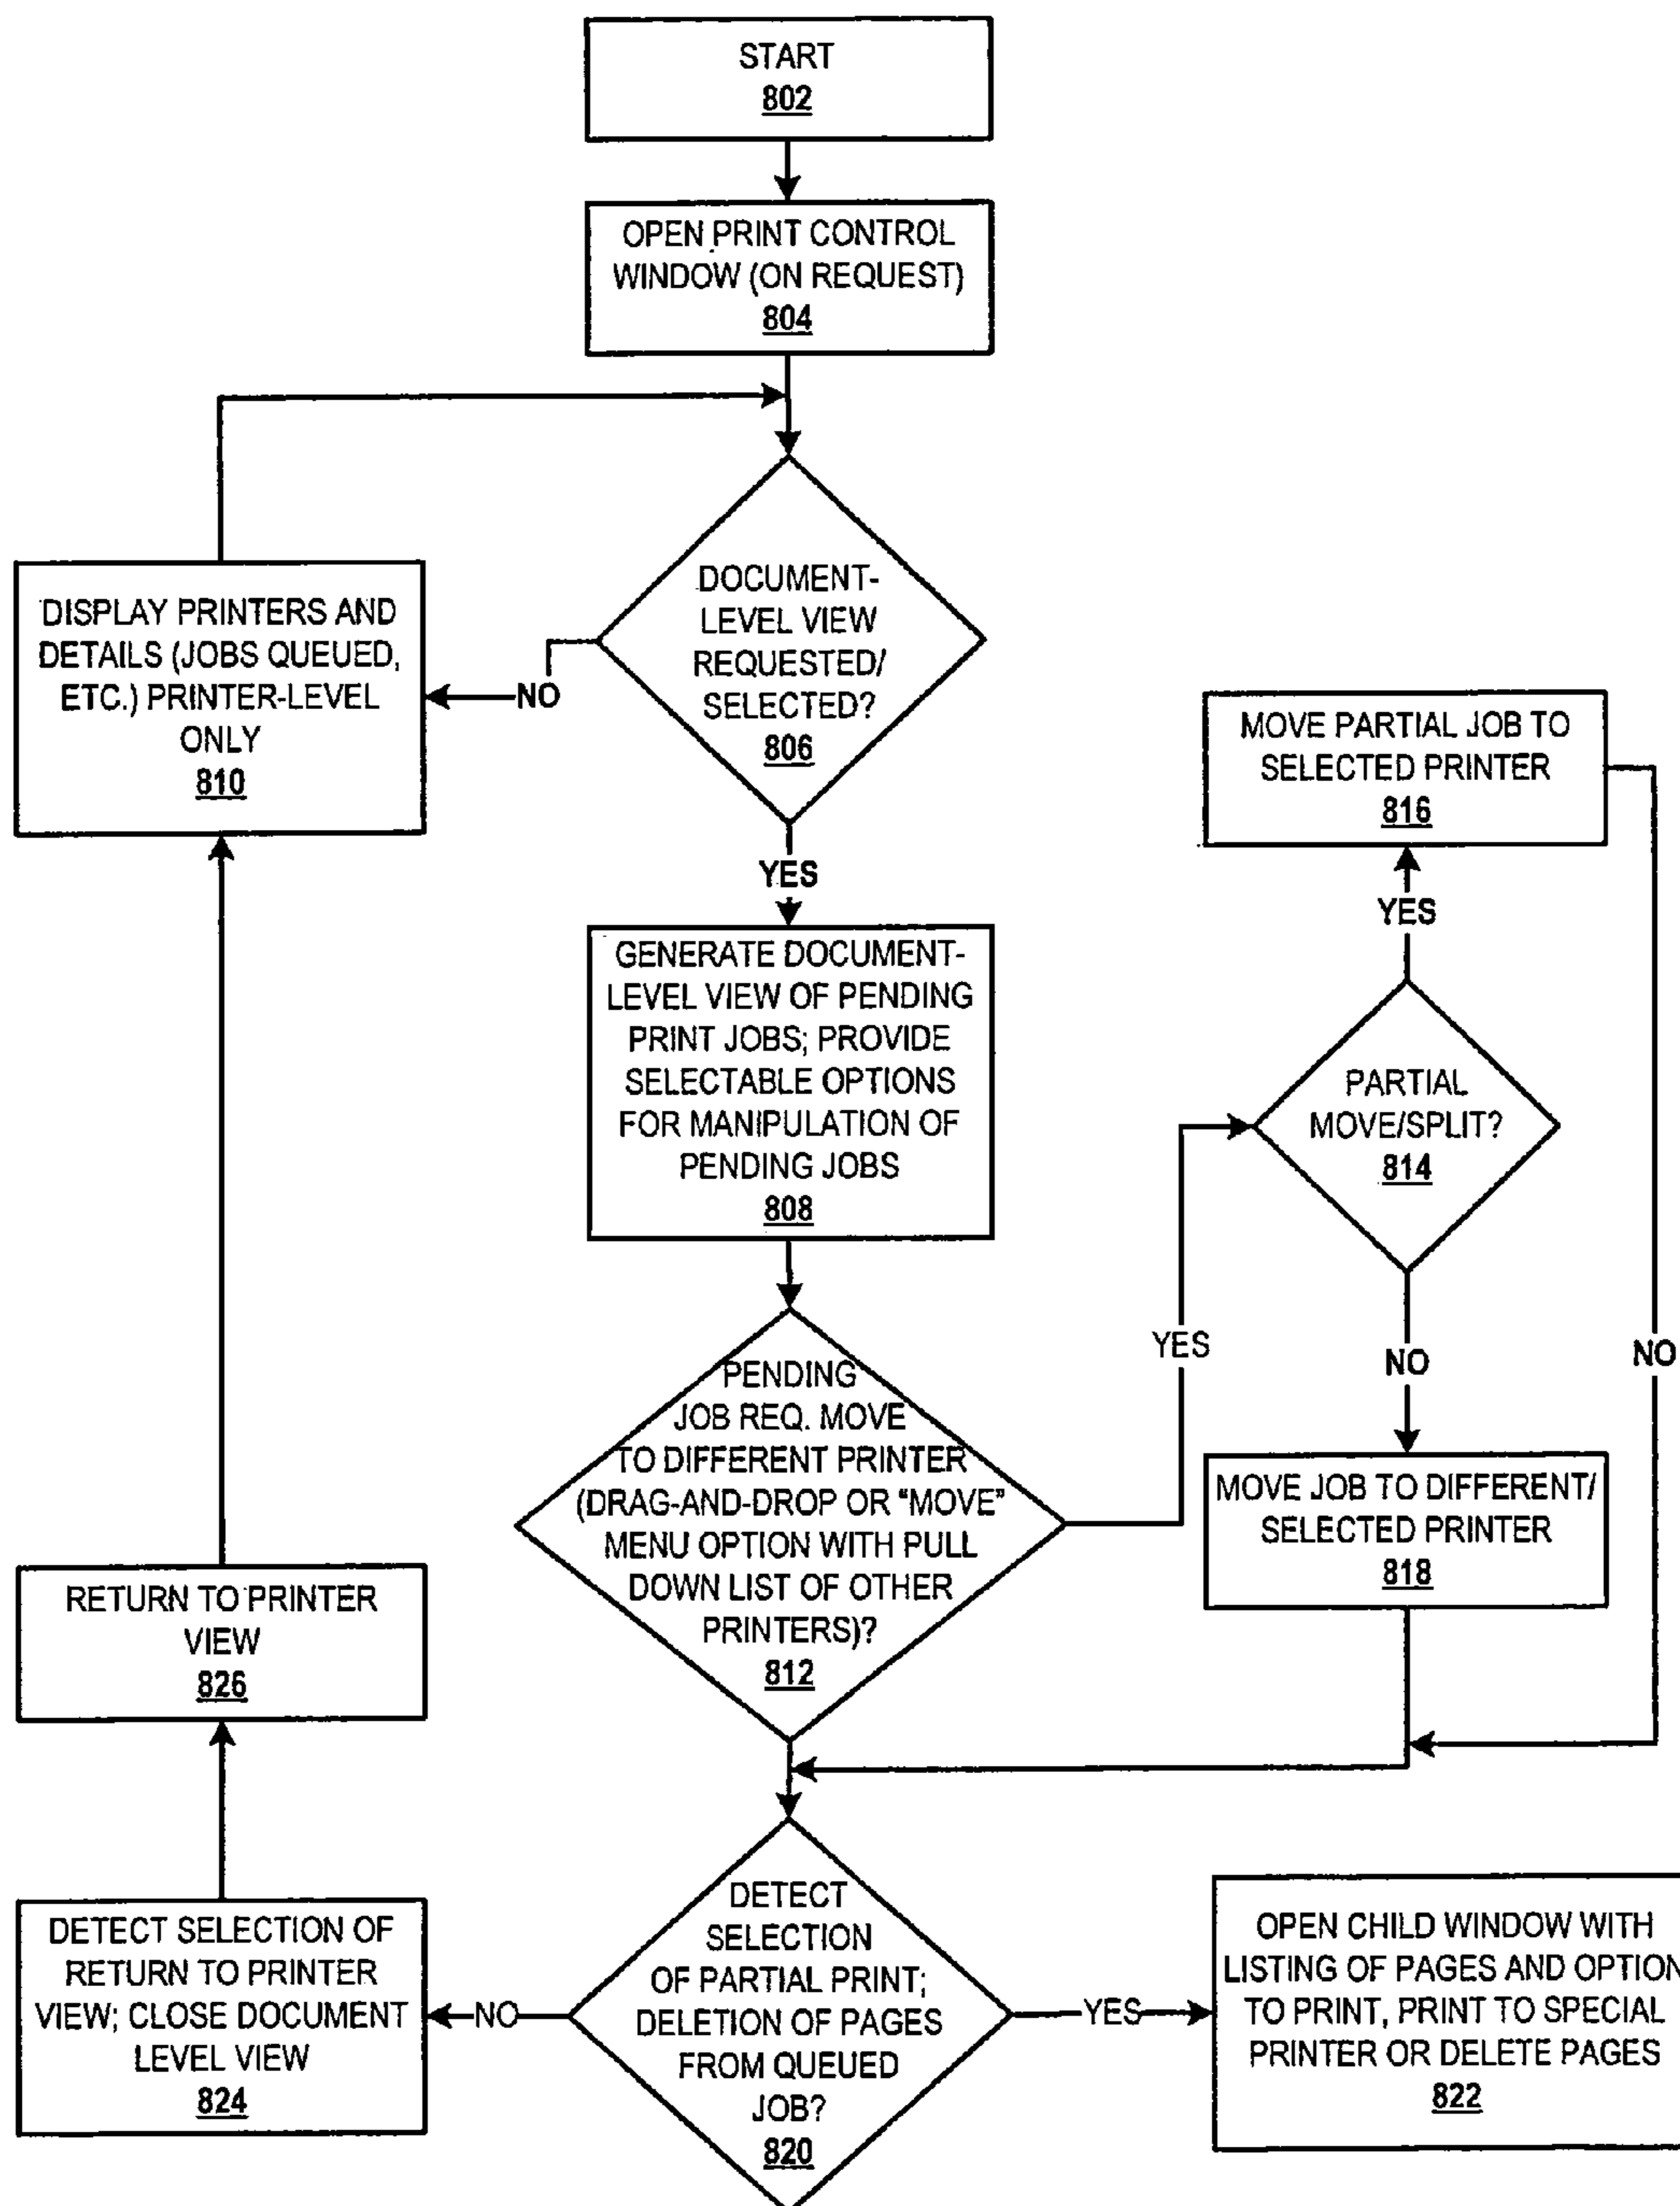 START
802
OPEN PRINT CONTROL
WINDOW (ON REQUEST)
804
DOCUMENT-
LEVEL VIEW
REQUESTED/
SELECTED?
806
NO
DISPLAY PRINTERS AND
DETAILS (JOBS QUEUED,
ETC.) PRINTER-LEVEL
ONLY
810
YES
GENERATE DOCUMENT-
LEVEL VIEW OF PENDING
PRINT JOBS; PROVIDE
SELECTABLE OPTIONS
FOR MANIPULATION OF
PENDING JOBS
808
PENDING
JOB REQ. MOVE
TO DIFFERENT PRINTER
(DRAG-AND-DROP OR "MOVE"
MENU OPTION WITH PULL
DOWN LIST OF OTHER
PRINTERS)?
812
YES
PARTIAL
MOVE/SPLIT?
814
YES
MOVE PARTIAL JOB TO
SELECTED PRINTER
816
NO
NO
MOVE JOB TO DIFFERENT/
SELECTED PRINTER
818
DETECT
SELECTION
OF PARTIAL PRINT;
DELETION OF PAGES
FROM QUEUED
JOB?
820
YES
OPEN CHILD WINDOW WITH
LISTING OF PAGES AND OPTION
TO PRINT, PRINT TO SPECIAL
PRINTER OR DELETE PAGES
822
NO
DETECT SELECTION OF
RETURN TO PRINTER
VIEW; CLOSE DOCUMENT
LEVEL VIEW
824
RETURN TO PRINTER
VIEW
826